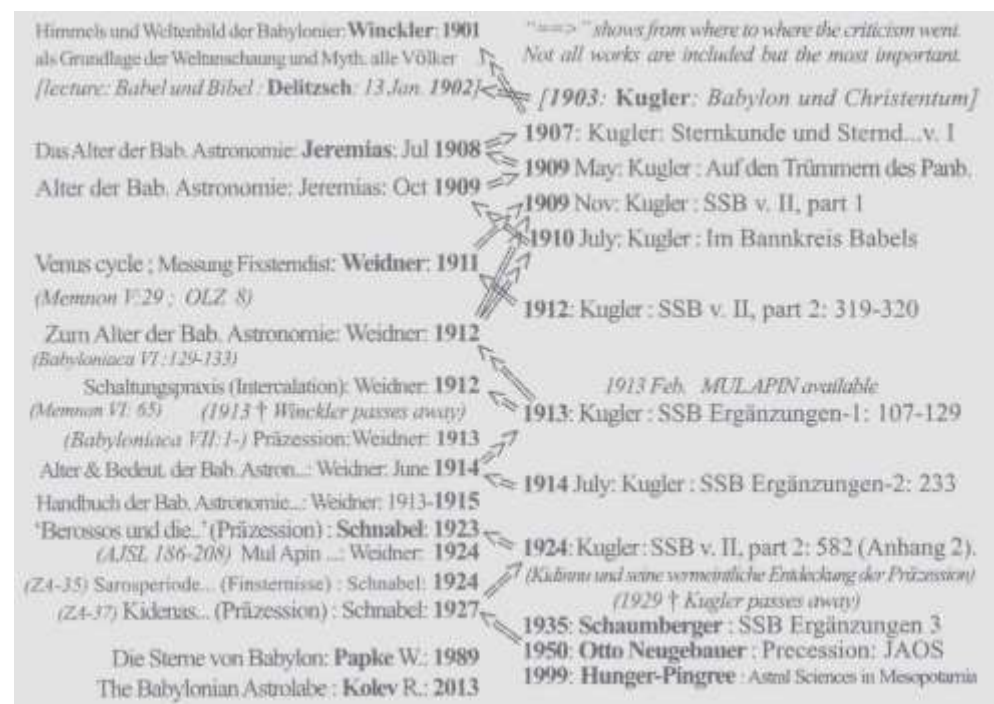 Himmels und Weltenbild der Babylonier: Winckler: 1901
als Grundlage der Weltanschaung und Myth. alle Völker
[lecture: Babel und Bibel : Delitzsch : 13 Jan. 1902]
Das Alter der Bab. Astronomie: Jeremias: Jul 1908
Alter der Bab. Astronomie: Jeremias: Oct 1909
Venus cycle ; Messung Fixsterndist: Weidner: 1911
(Memnon V:29 ; OLZ 8)
Zum Alter der Bab. Astronomie: Weidner: 1912
(Babyloniaca VI :129-133)
Schaltungspraxis (Intercalation): Weidner: 1912
(Memnon VI: 65) (1913 † Winckler passes away)
(Babyloniaca VII: 1-) Präzession: Weidner: 1913
Alter & Bedeut. der Bab. Astron...: Weidner: June 1914
Handbuch der Bab. Astronomie...: Weidner: 1913-1915
'Berossos und die..' (Präzession) : Schnabel: 1923
(AJSL 186-208) Mul Apin ...: Weidner: 1924
(ZA-35) Sarosperiode... (Finsternisse) : Schnabel: 1924
(ZA-37) Kidenas... (Präzession) : Schnabel: 1927
Die Sterne von Babylon: Papke W.: 1989
The Babylonian Astrolabe : Kolev R.: 2013
"==>" shows from where to where the criticism went.
Not all works are included but the most important.
[1903: Kugler: Babylon und Christentum]
1907: Kugler: Sternkunde und Sternd...v. I
1909 May: Kugler : Auf den Trümmern des Panb.
1909 Nov: Kugler : SSB v. II, part 1
1910 July: Kugler : Im Bannkreis Babels
1912: Kugler : SSB v. II, part 2: 319-320
1913 Feb. MULAPIN available
1913: Kugler : SSB Ergänzungen-1: 107-129
1914 July: Kugler : SSB Ergänzungen-2: 233
1924: Kugler : SSB v. II, part 2: 582 (Anhang 2).
(Kidinnu und seine vermeintliche Entdeckung der Präzession)
(1929 † Kugler passes away)
1935: Schaumberger : SSB Ergänzungen 3
1950: Otto Neugebauer : Precession: JAOS
1999: Hunger-Pingree : Astral Sciences in Mesopotamia